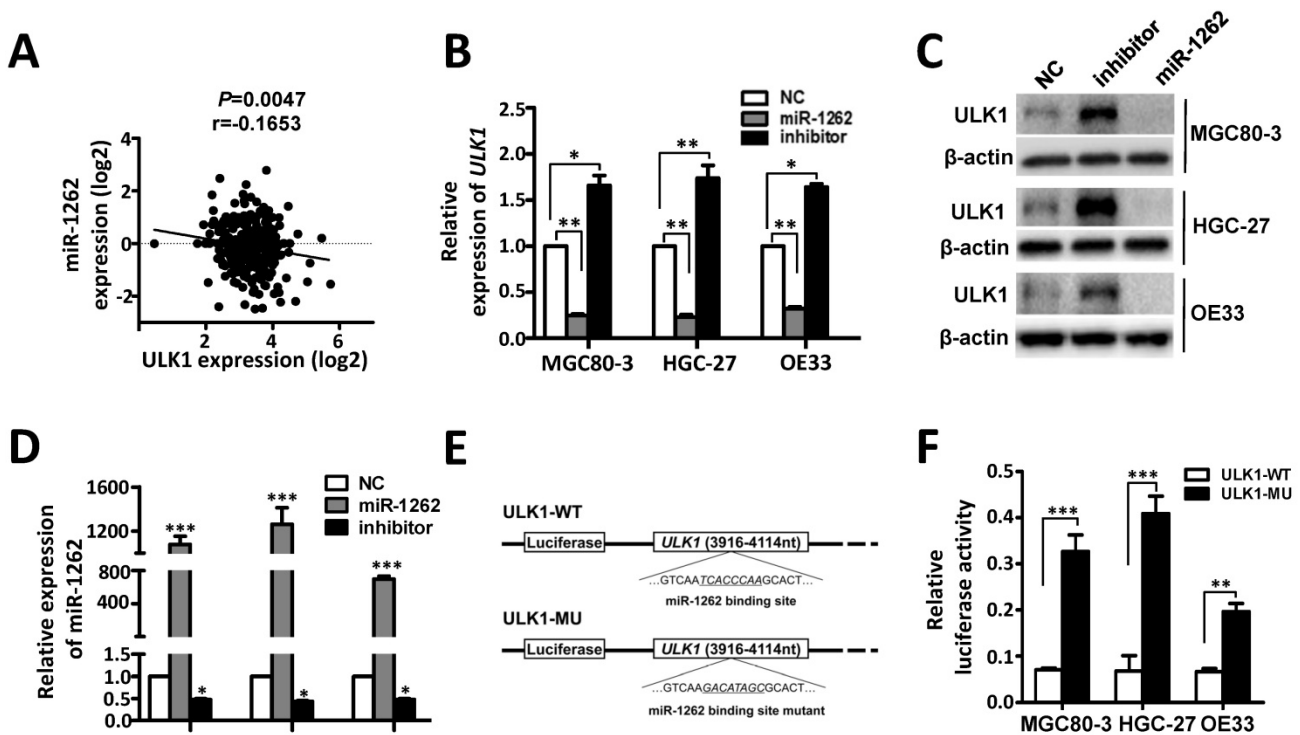 A
P=0.0047
r=-0.1653
miR-1262
expression (log2)
4
2
0
-2
2
4
6
ULK1 expression (log2)
B
NC
miR-1262
inhibitor
Relative
expression of ULK1
2.5
2.0
1.5
1.0
0.5
0.0
*
**
**
**
*
**
MGC80-3
HGC-27
OE33
C
NC
inhibitor
miR-1262
ULK1
β-actin
MGC80-3
ULK1
β-actin
HGC-27
ULK1
β-actin
OE33
D
NC
miR-1262
inhibitor
Relative expression
of miR-1262
1600
1200
800
400
1.5
1.0
0.5
0.0
***
***
***
*
*
*
E
ULK1-WT
Luciferase
ULK1 (3916-4114nt)
...GTCAATCACCCAAGCACT...
miR-1262 binding site
ULK1-MU
Luciferase
ULK1 (3916-4114nt)
...GTCAAGACATAGCGCACT...
miR-1262 binding site mutant
F
ULK1-WT
ULK1-MU
Relative
luciferase activity
0.5
0.4
0.3
0.2
0.1
0.0
***
***
**
MGC80-3
HGC-27
OE33